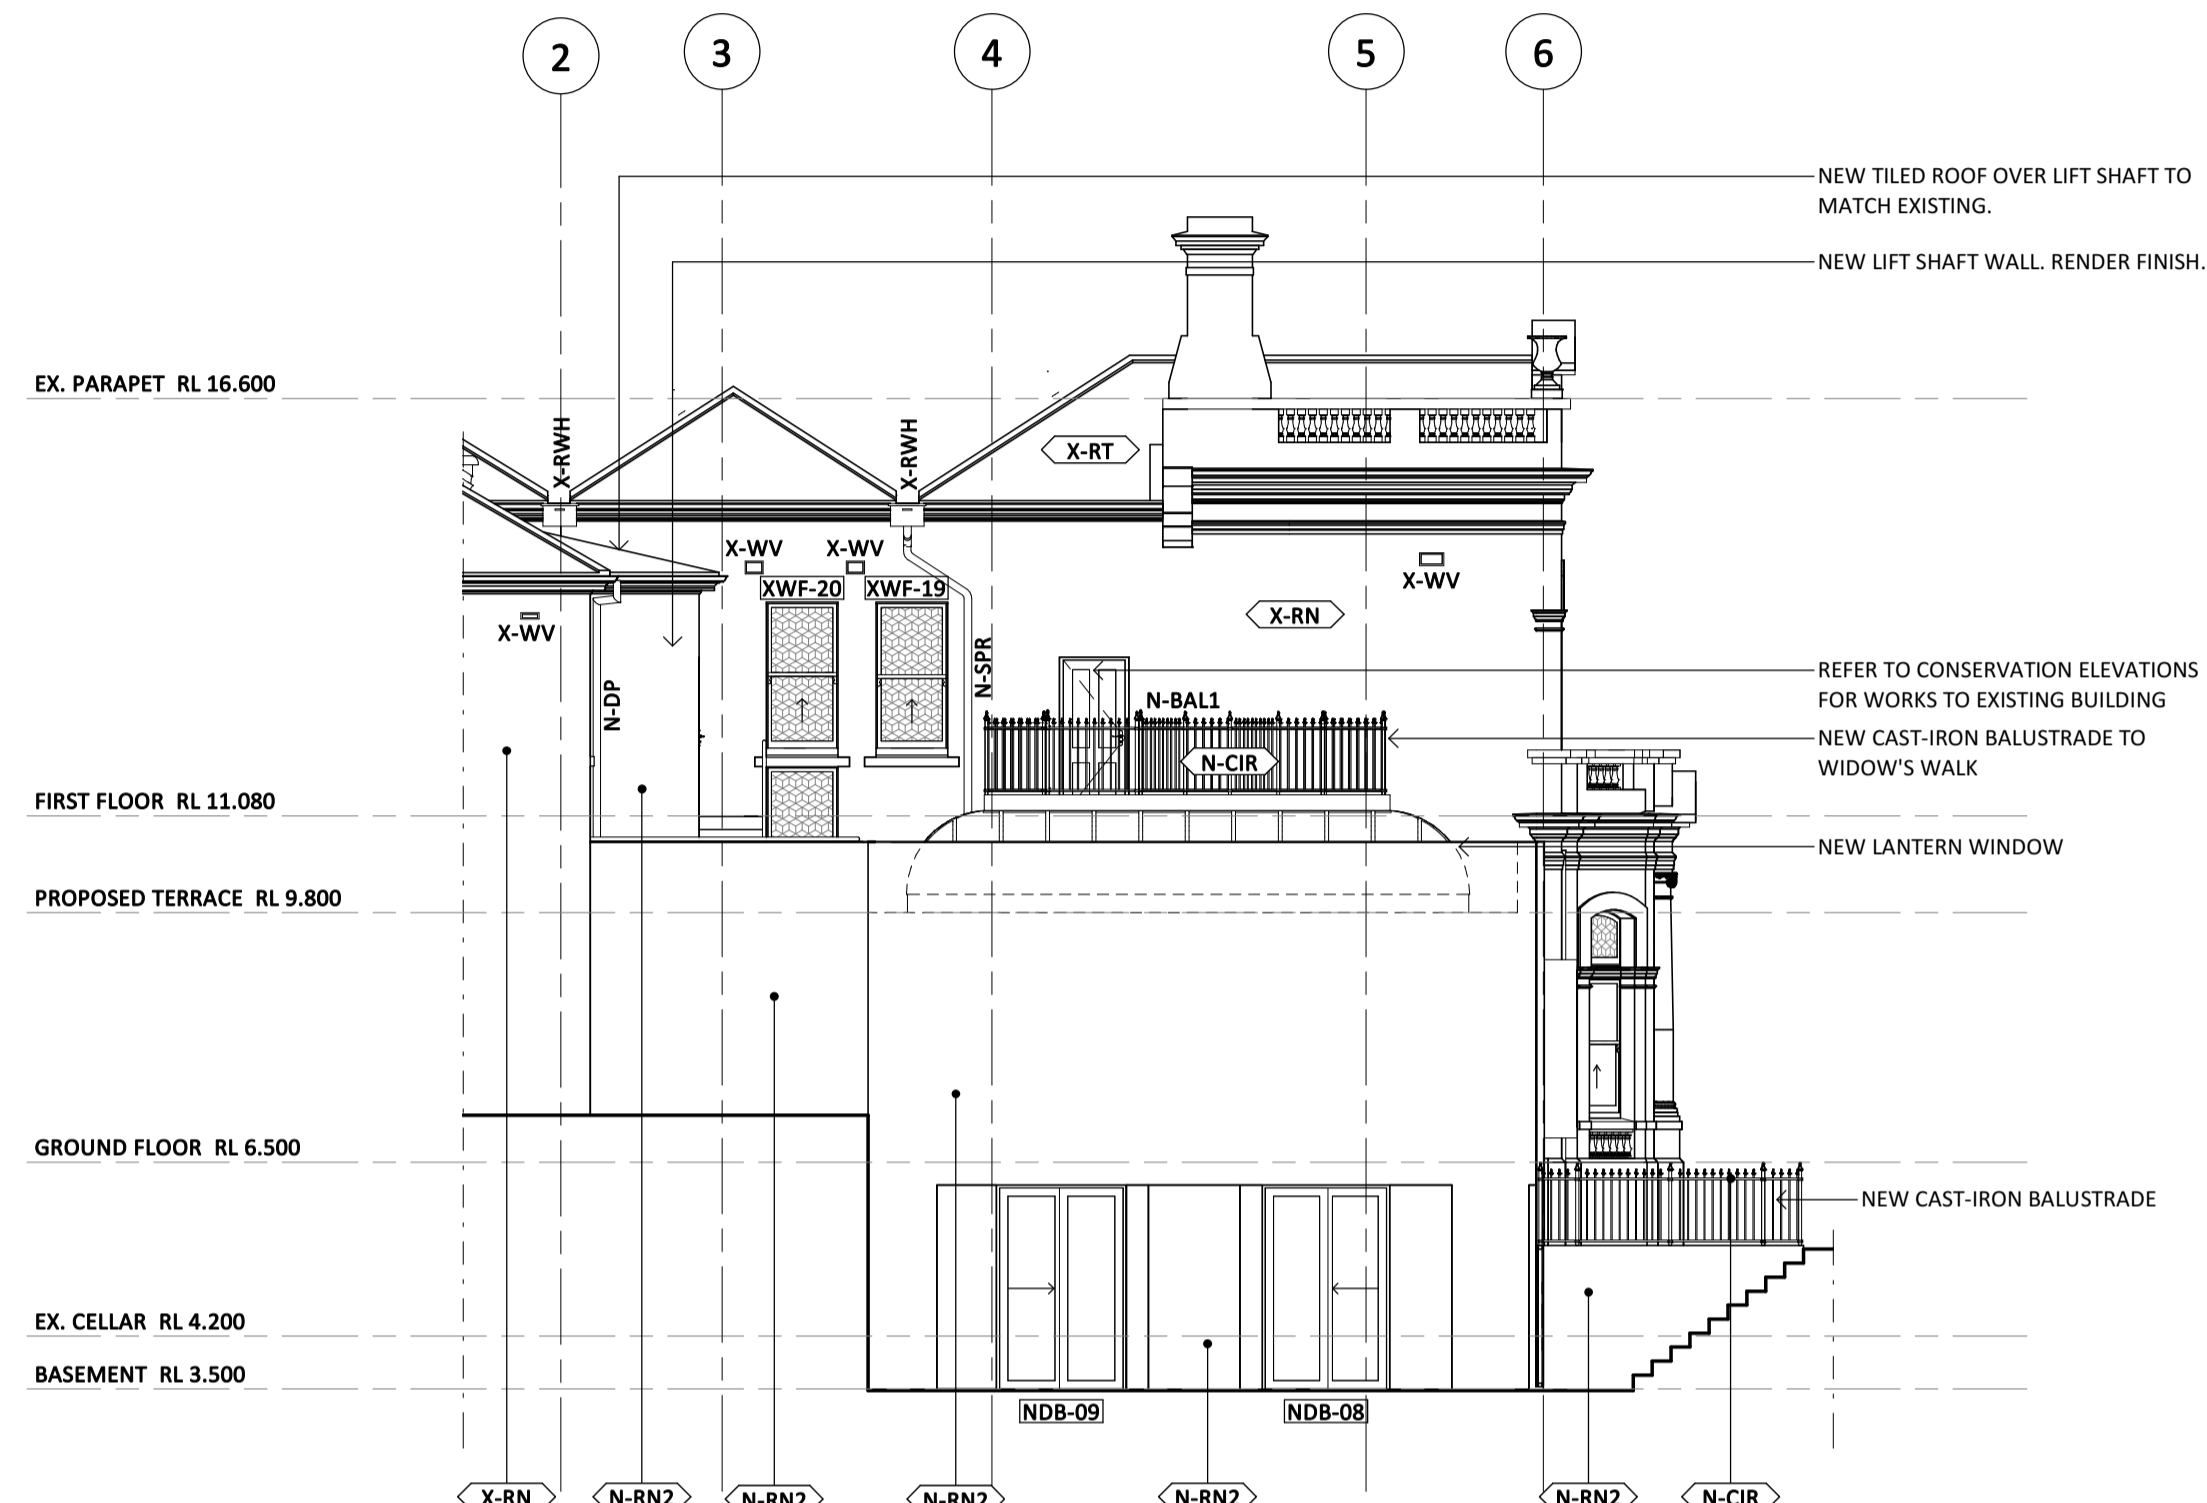 2 3 4 5 6
NEW TILED ROOF OVER LIFT SHAFT TO
MATCH EXISTING.
NEW LIFT SHAFT WALL. RENDER FINISH.
EX. PARAPET RL 16.600
X-RWH
X-RWH
X-RT
X-WV X-WV
X-WV
XWF-20 XWF-19
X-RN
X-WV
N-SPR
N-DP
REFER TO CONSERVATION ELEVATIONS
FOR WORKS TO EXISTING BUILDING
N-BAL1
NEW CAST-IRON BALUSTRADE TO
WIDOW'S WALK
N-CIR
FIRST FLOOR RL 11.080
NEW LANTERN WINDOW
PROPOSED TERRACE RL 9.800
GROUND FLOOR RL 6.500
NEW CAST-IRON BALUSTRADE
EX. CELLAR RL 4.200
BASEMENT RL 3.500
NDB-09 NDB-08
X-RN N-RN2 N-RN2 N-RN2 N-RN2 N-RN2 N-CIR